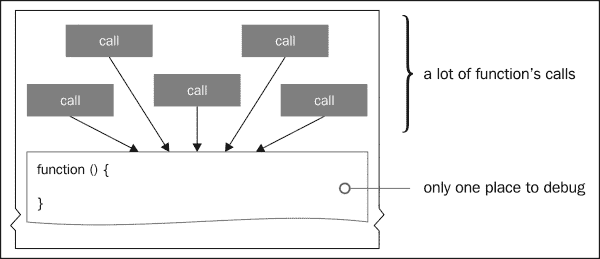 call
call
call
call
call
a lot of function's calls
function () {
}
only one place to debug